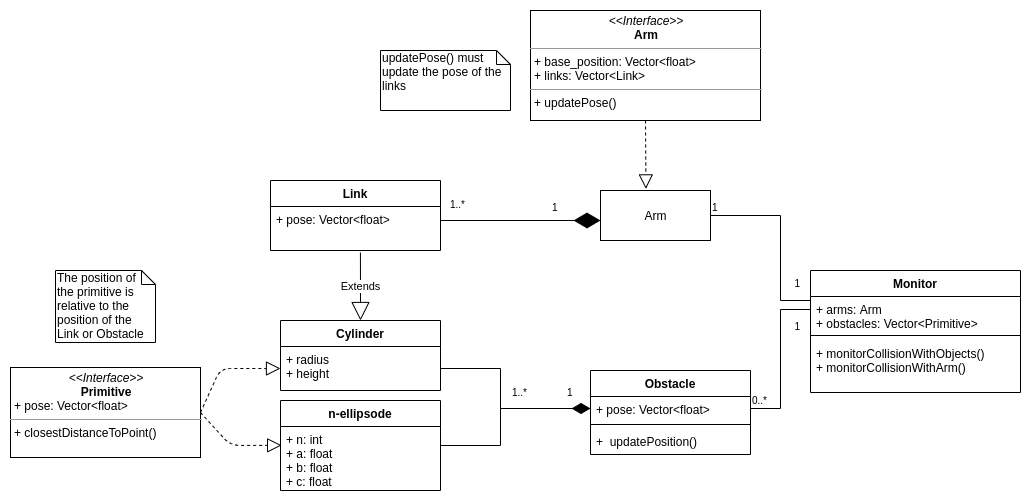 <<Interface>>
Arm
+ base_position: Vector<float>
+ links: Vector<Link>
+ updatePose()
updatePose() must
update the pose of the
links
Link
+ pose: Vector<float>
1..*
1
Arm
1
Extends
The position of
the primitive is
relative to the
position of the
Link or Obstacle
1
Monitor
+ arms: Arm
+ obstacles: Vector<Primitive>
+ monitorCollisionWithObjects()
+ monitorCollisionWithArm()
1
Cylinder
+ radius
+ height
<<Interface>>
Primitive
+ pose: Vector<float>
+ closestDistanceToPoint()
n-ellipsode
+ n: int
+ a: float
+ b: float
+ c: float
1..*
1
Obstacle
+ pose: Vector<float>
+ updatePosition()
0..*